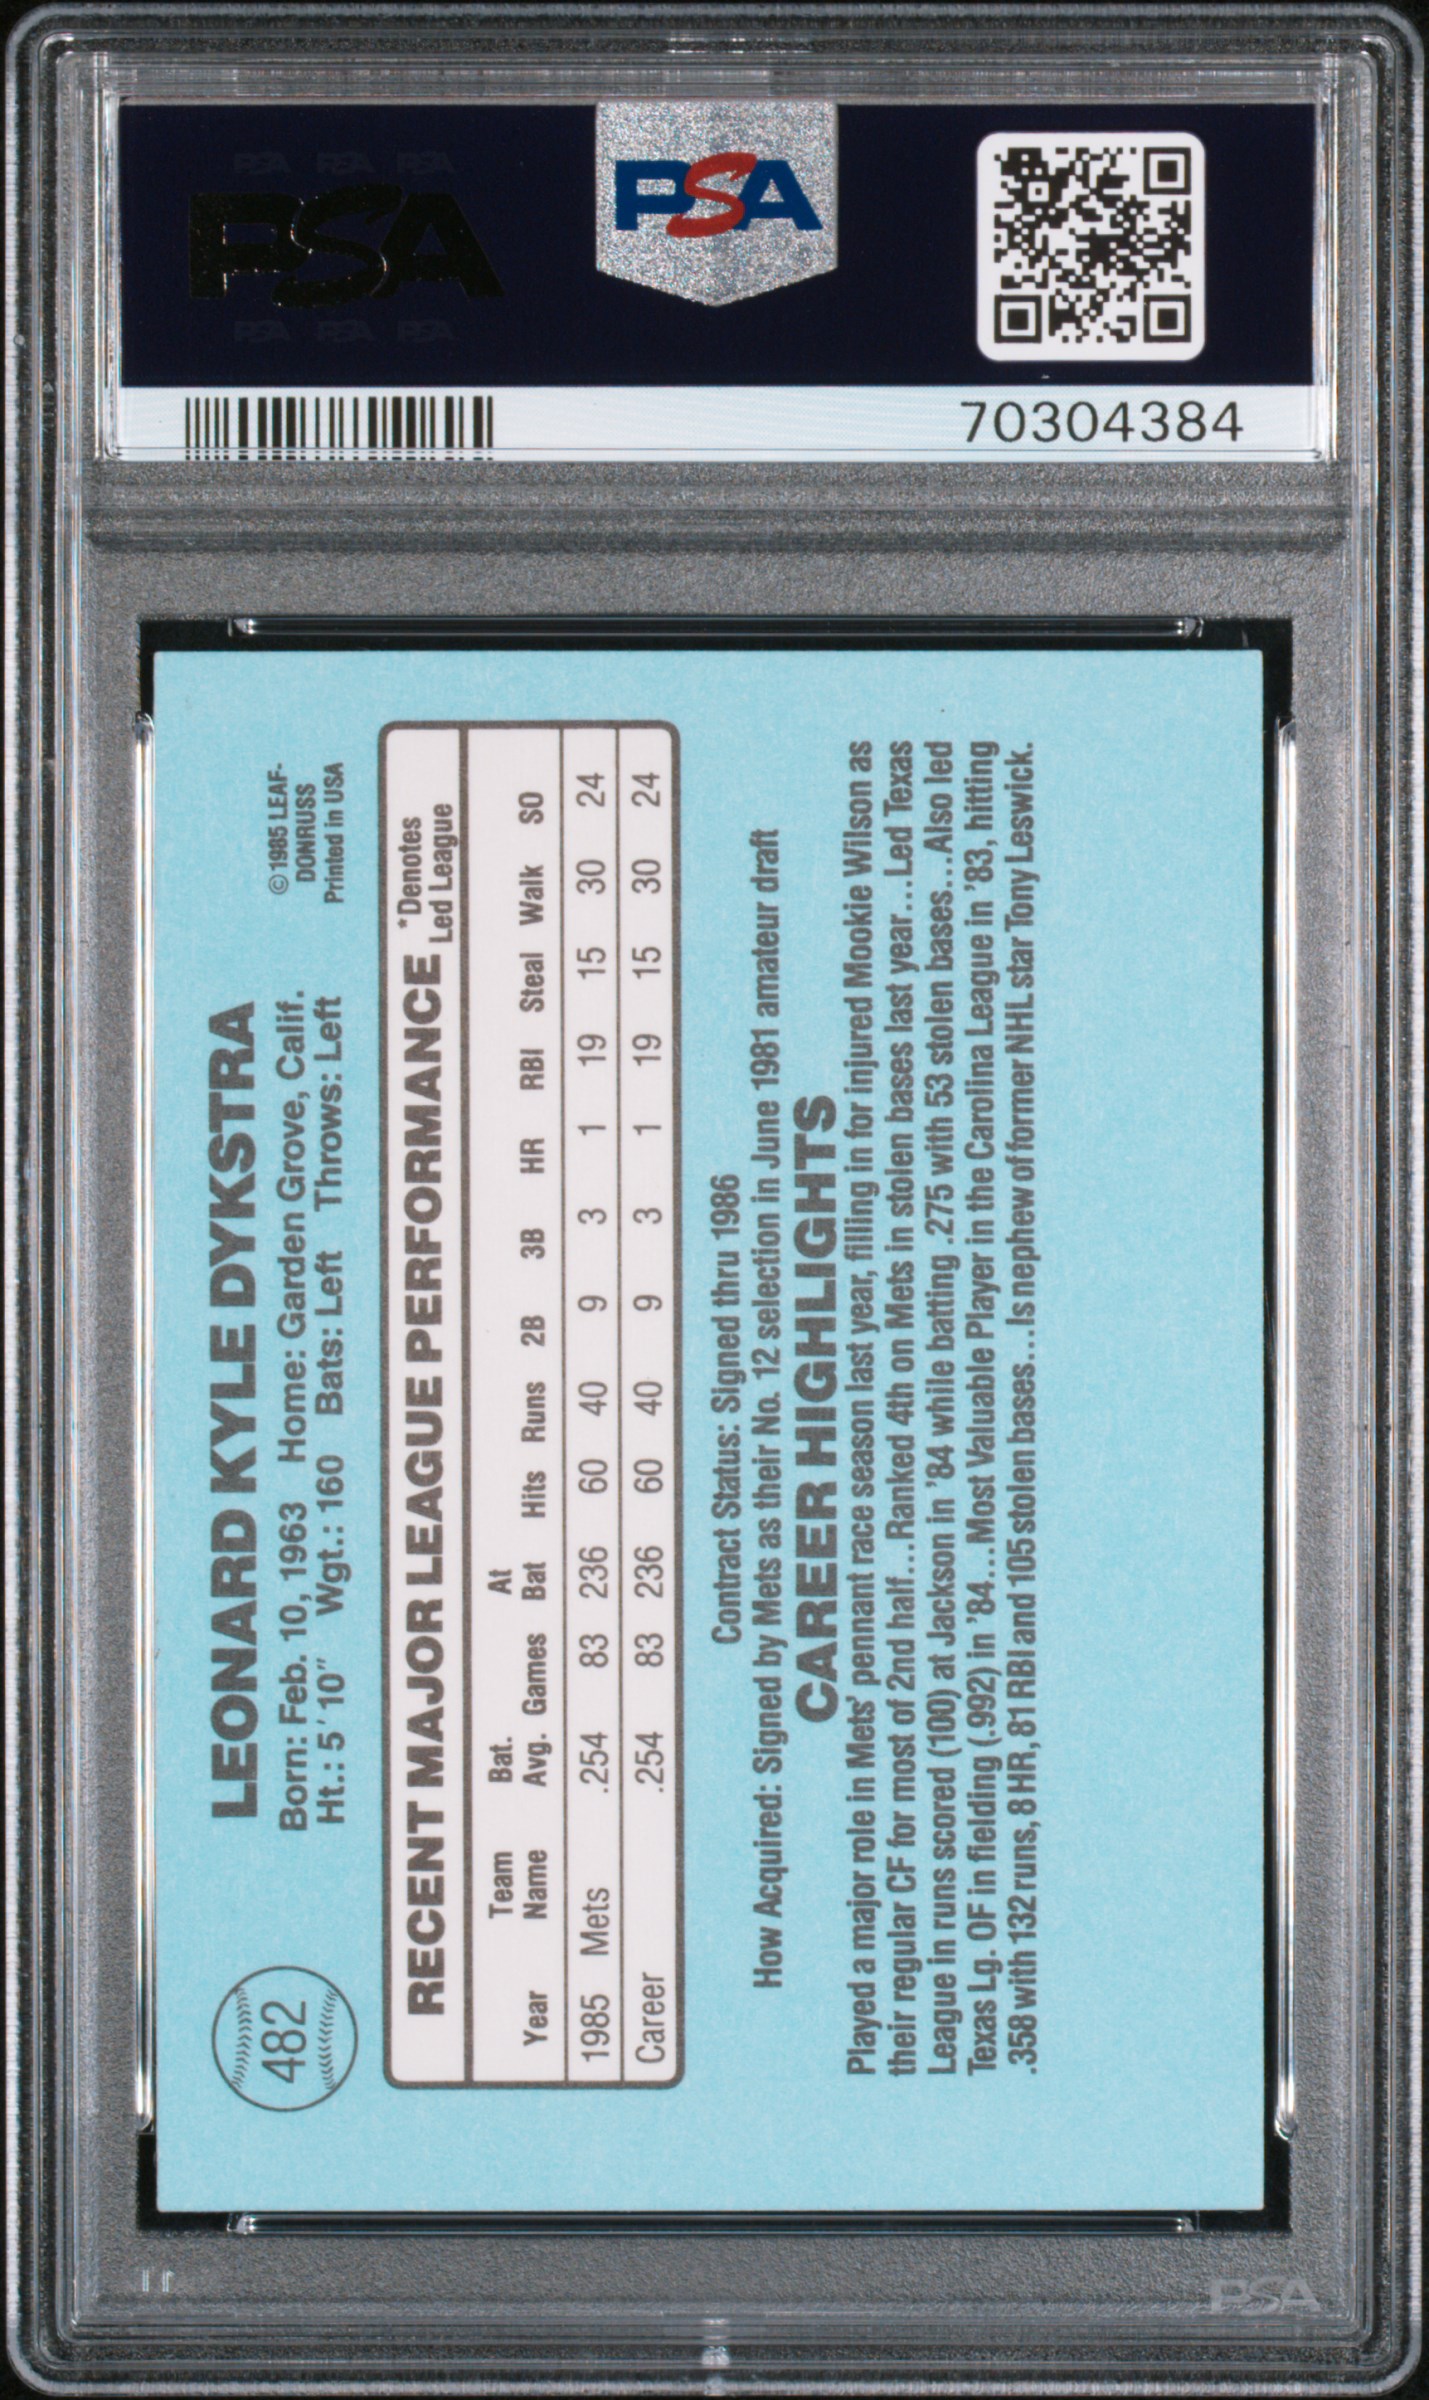 PSA PSA PSA
PSA
PSA PSA PSA
PSA
70304384
482
LEONARD KYLE DYKSTRA
Born: Feb. 10, 1963 Home: Garden Grove, Calif.
Ht.: 5' 10" Wgt.: 160 Bats: Left Throws: Left
©1985 LEAF-
DONRUSS
Printed in USA
RECENT MAJOR LEAGUE PERFORMANCE *Denotes
Led League
Team Bat. At
Year Name Avg. Games Bat Hits Runs 2B 3B HR RBI Steal Walk SO
1985 Mets .254 83 236 60 40 9 3 1 19 15 30 24
Career .254 83 236 60 40 9 3 1 19 15 30 24
Contract Status: Signed thru 1986
How Acquired: Signed by Mets as their No. 12 selection in June 1981 amateur draft
CAREER HIGHLIGHTS
Played a major role in Mets' pennant race season last year, filling in for injured Mookie Wilson as
their regular CF for most of 2nd half...Ranked 4th on Mets in stolen bases last year...Led Texas
League in runs scored (100) at Jackson in '84 while batting .275 with 53 stolen bases...Also led
Texas Lg. OF in fielding (.992) in '84...Most Valuable Player in the Carolina League in '83, hitting
.358 with 132 runs, 8 HR, 81 RBI and 105 stolen bases...Is nephew of former NHL star Tony Leswick.
PSA